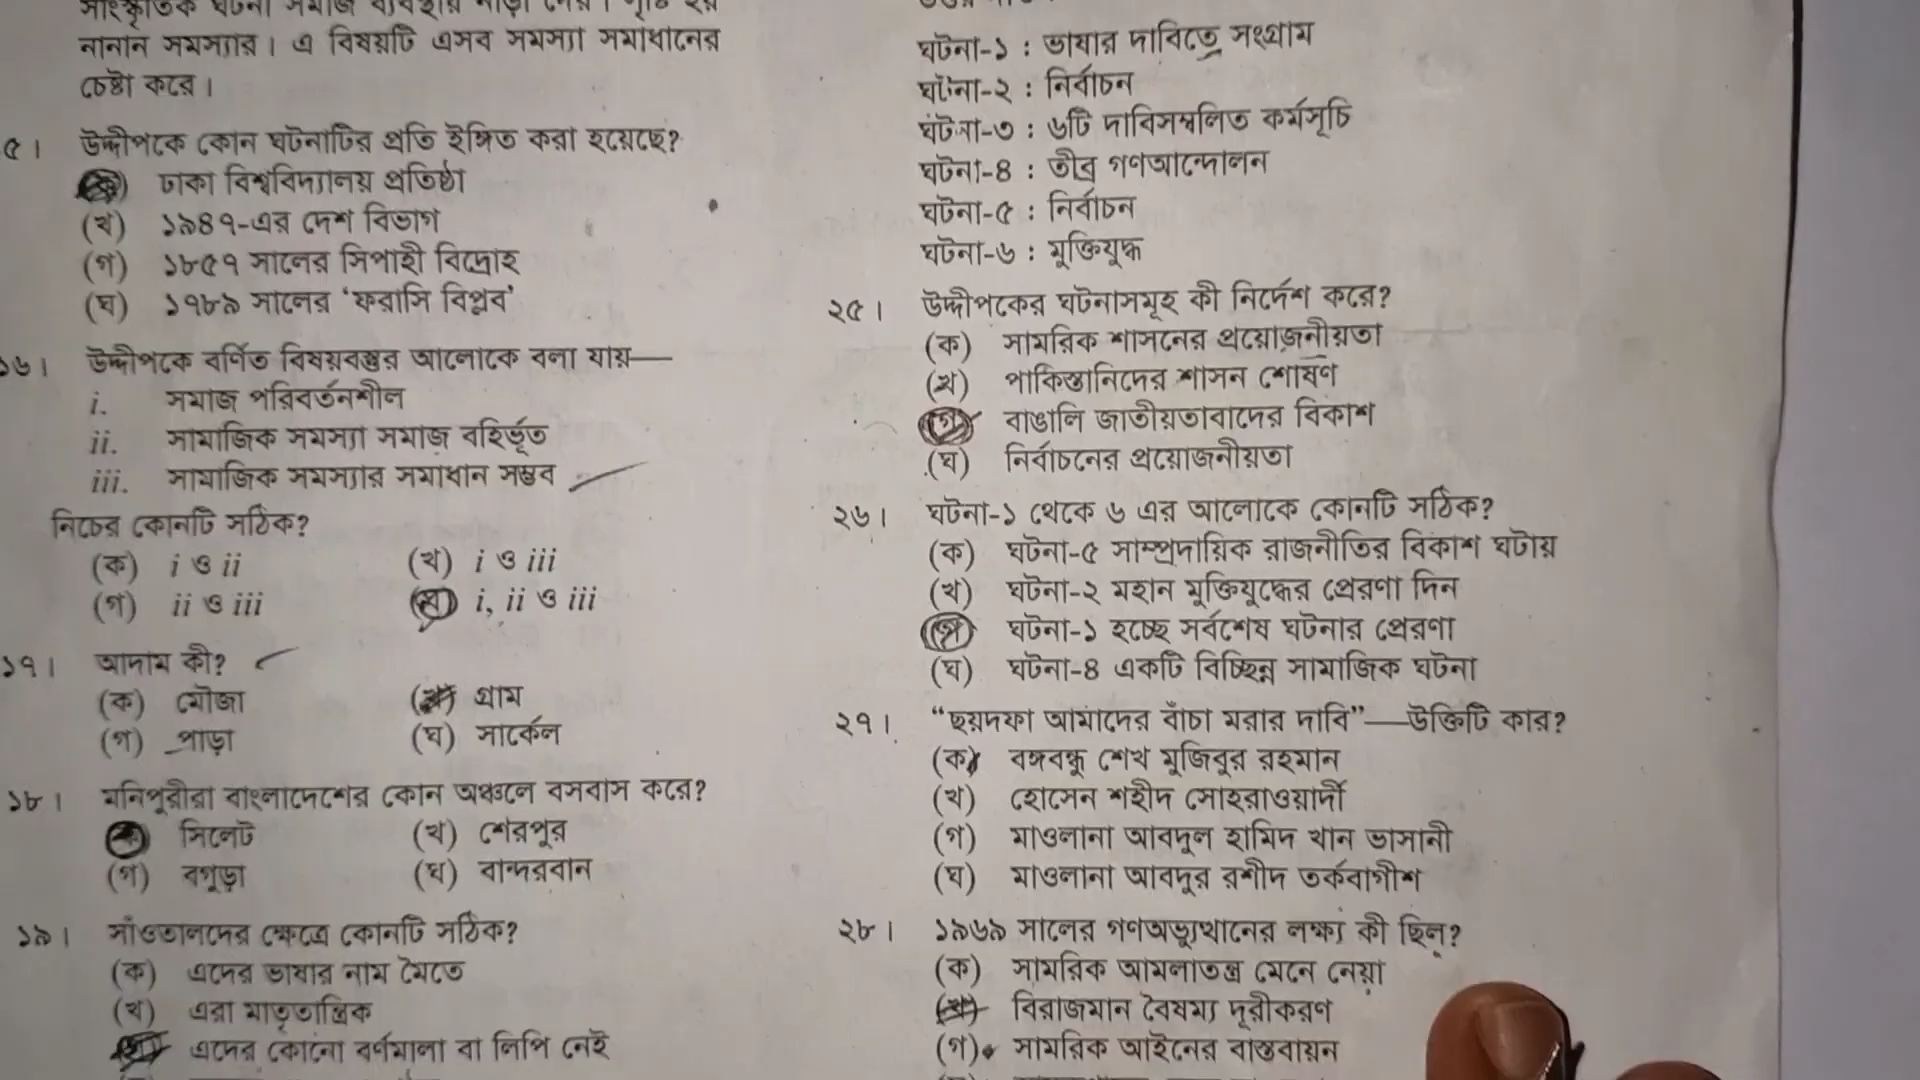 নানান সমস্যার। এ বিষয়টি এসব সমস্যা সমাধানের
চেষ্টা করে।
৫। উদ্দীপকে কোন ঘটনাটির প্রতি ইঙ্গিত করা হয়েছে?
ঢাকা বিশ্ববিদ্যালয় প্রতিষ্ঠা
(খ) ১৯৪৭-এর দেশ বিভাগ
(গ) ১৮৫৭ সালের সিপাহী বিদ্রোহ
(ঘ) ১৭৮৯ সালের ‘ফরাসি বিপ্লব’
১৬। উদ্দীপকে বর্ণিত বিষয়বস্তুর আলোকে বলা যায়—
i. সমাজ পরিবর্তনশীল
ii. সামাজিক সমস্যা সমাজ বহির্ভূত
iii. সামাজিক সমস্যার সমাধান সম্ভব
নিচের কোনটি সঠিক?
(ক) i ও ii (খ) i ও iii
(গ) ii ও iii (ঘ) i, ii ও iii
১৭। আদাম কী?
(ক) মৌজা (খ) গ্রাম
(গ) পাড়া (ঘ) সার্কেল
১৮। মনিপুরীরা বাংলাদেশের কোন অঞ্চলে বসবাস করে?
(ক) সিলেট (খ) শেরপুর
(গ) বগুড়া (ঘ) বান্দরবান
১৯। সাঁওতালদের ক্ষেত্রে কোনটি সঠিক?
(ক) এদের ভাষার নাম মৈতে
(খ) এরা মাতৃতান্ত্রিক
(গ) এদের কোনো বর্ণমালা বা লিপি নেই
ঘটনা-১ : ভাষার দাবিতে সংগ্রাম
ঘটনা-২ : নির্বাচন
ঘটনা-৩ : ৬টি দাবিসম্বলিত কর্মসূচি
ঘটনা-৪ : তীব্র গণআন্দোলন
ঘটনা-৫ : নির্বাচন
ঘটনা-৬ : মুক্তিযুদ্ধ
২৫। উদ্দীপকের ঘটনাসমূহ কী নির্দেশ করে?
(ক) সামরিক শাসনের প্রয়োজনীয়তা
(খ) পাকিস্তানিদের শাসন শোষণ
(গ) বাঙালি জাতীয়তাবাদের বিকাশ
(ঘ) নির্বাচনের প্রয়োজনীয়তা
২৬। ঘটনা-১ থেকে ৬ এর আলোকে কোনটি সঠিক?
(ক) ঘটনা-৫ সাম্প্রদায়িক রাজনীতির বিকাশ ঘটায়
(খ) ঘটনা-২ মহান মুক্তিযুদ্ধের প্রেরণা দিন
(গ) ঘটনা-১ হচ্ছে সর্বশেষ ঘটনার প্রেরণা
(ঘ) ঘটনা-৪ একটি বিচ্ছিন্ন সামাজিক ঘটনা
২৭। “ছয়দফা আমাদের বাঁচা মরার দাবি”—উক্তিটি কার?
(ক) বঙ্গবন্ধু শেখ মুজিবুর রহমান
(খ) হোসেন শহীদ সোহরাওয়ার্দী
(গ) মাওলানা আবদুল হামিদ খান ভাসানী
(ঘ) মাওলানা আবদুর রশীদ তর্কবাগীশ
২৮। ১৯৬৯ সালের গণঅভ্যুত্থানের লক্ষ্য কী ছিল?
(ক) সামরিক আমলাতন্ত্র মেনে নেয়া
(খ) বিরাজমান বৈষম্য দূরীকরণ
(গ) সামরিক আইনের বাস্তবায়ন